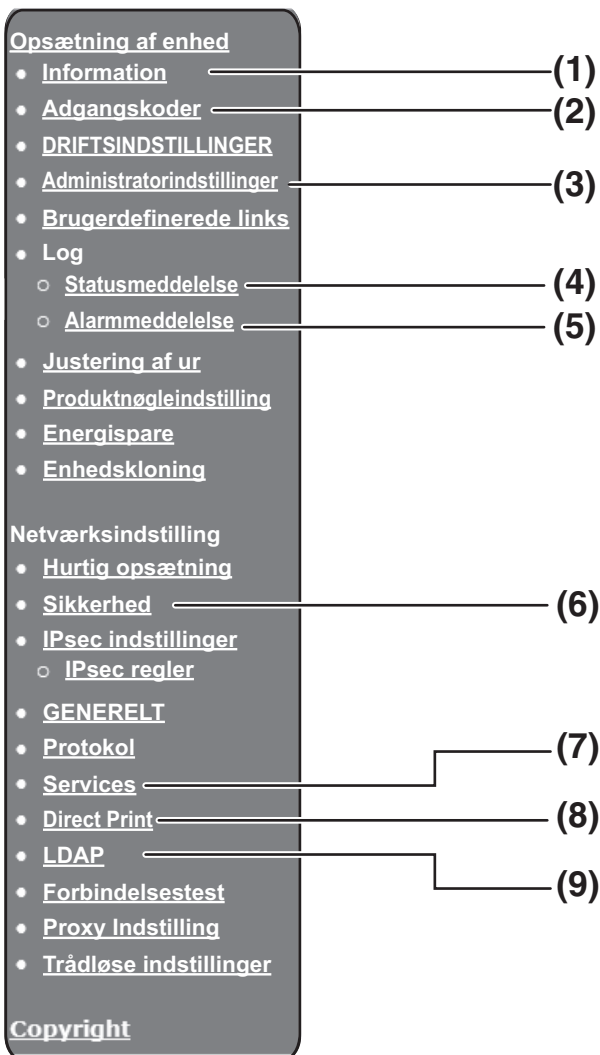 Opsætning af enhed
Information (1)
Adgangskoder (2)
DRIFTSINDSTILLINGER
Administratorindstillinger (3)
Brugerdefinerede links
Log
Statusmeddelelse (4)
Alarmmeddelelse (5)
Justering af ur
Produktnøgleindstilling
Energispare
Enhedskloning
Netværksindstilling
Hurtig opsætning
Sikkerhed (6)
IPsec indstillinger
IPsec regler
GENERELT
Protokol (7)
Services
Direct Print (8)
LDAP
Forbindelsestest (9)
Proxy Indstilling
Trådløse indstillinger
Copyright